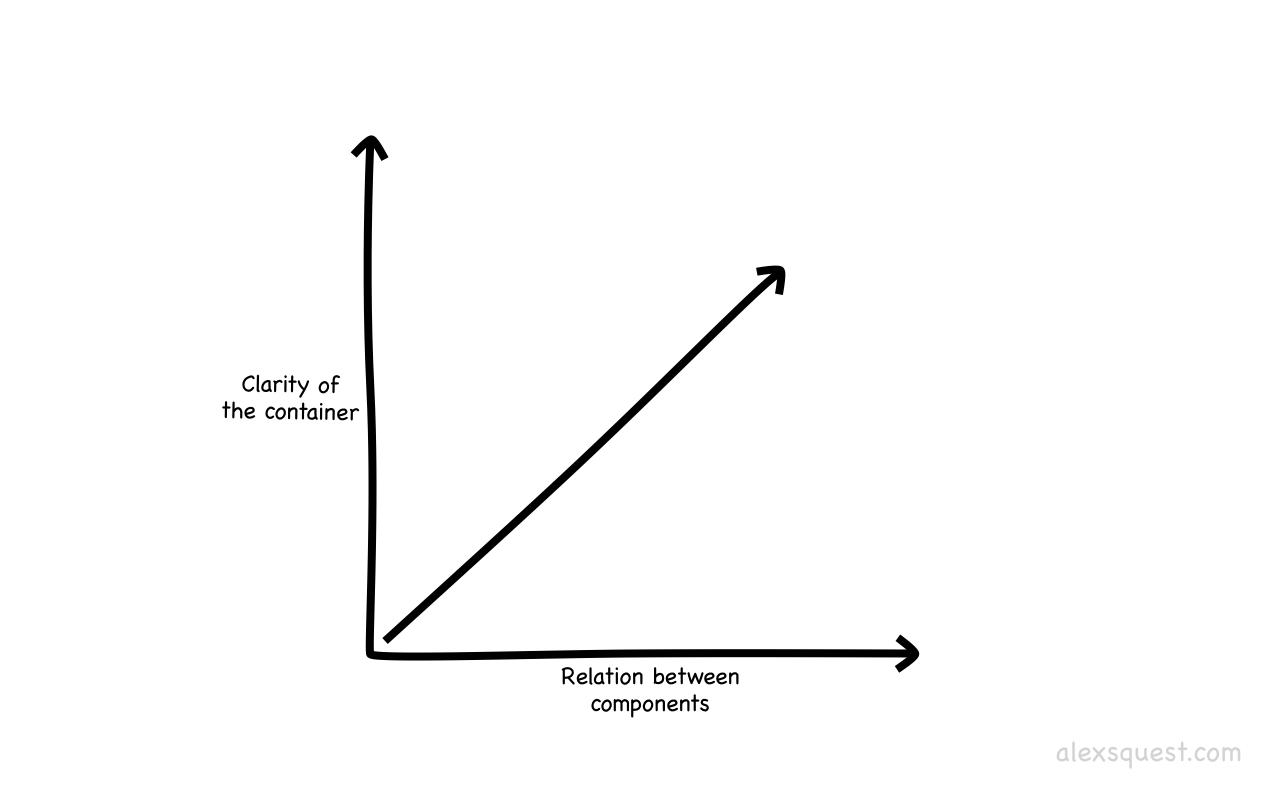 Clarity of
the container
Relation between
components
alexsquest.com